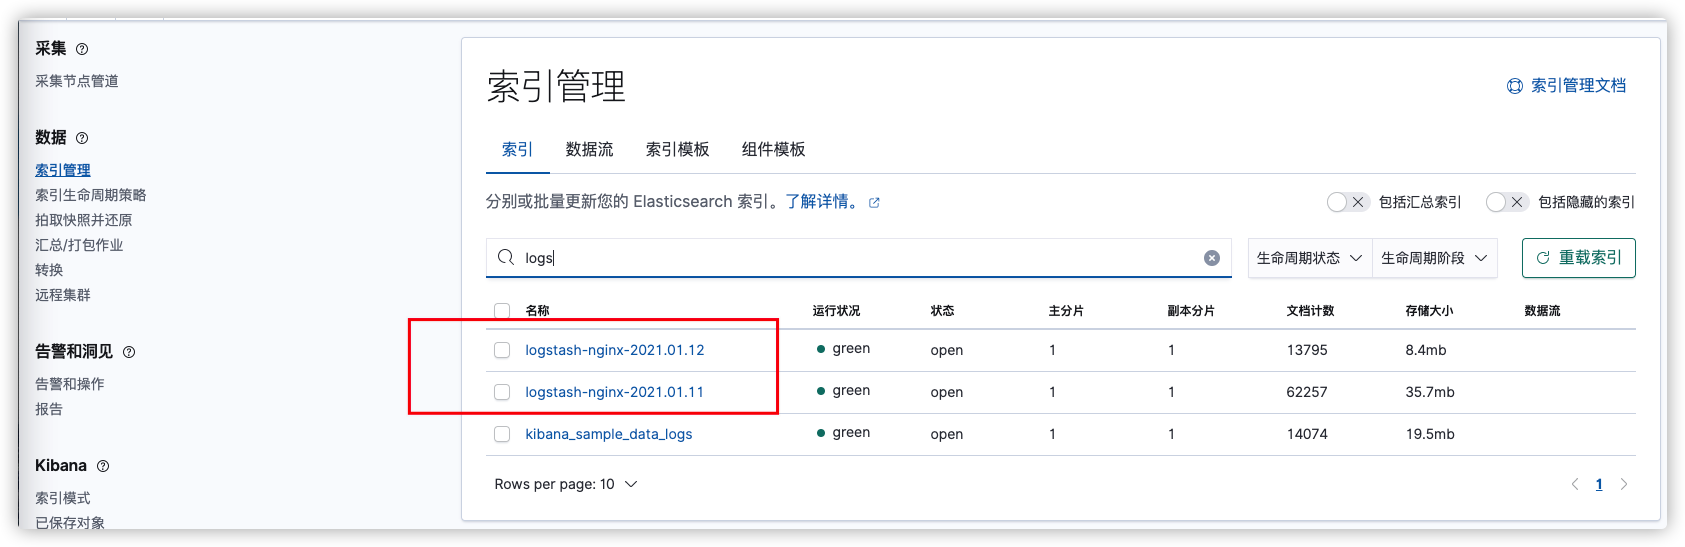 采集
采集节点管道
数据
索引管理
索引生命周期策略
拍取快照并还原
汇总/打包作业
转换
远程集群
告警和洞见
告警和操作
报告
Kibana
索引模式
已保存对象
索引管理
索引管理文档
索引 数据流 索引模板 组件模板
分别或批量更新您的 Elasticsearch 索引。了解详情。 包括汇总索引 包括隐藏的索引
logs 生命周期状态 生命周期阶段 重载索引
名称 运行状况 状态 主分片 副本分片 文档计数 存储大小 数据流
logstash-nginx-2021.01.12 green open 1 1 13795 8.4mb
logstash-nginx-2021.01.11 green open 1 1 62257 35.7mb
kibana_sample_data_logs green open 1 1 14074 19.5mb
Rows per page: 10 1